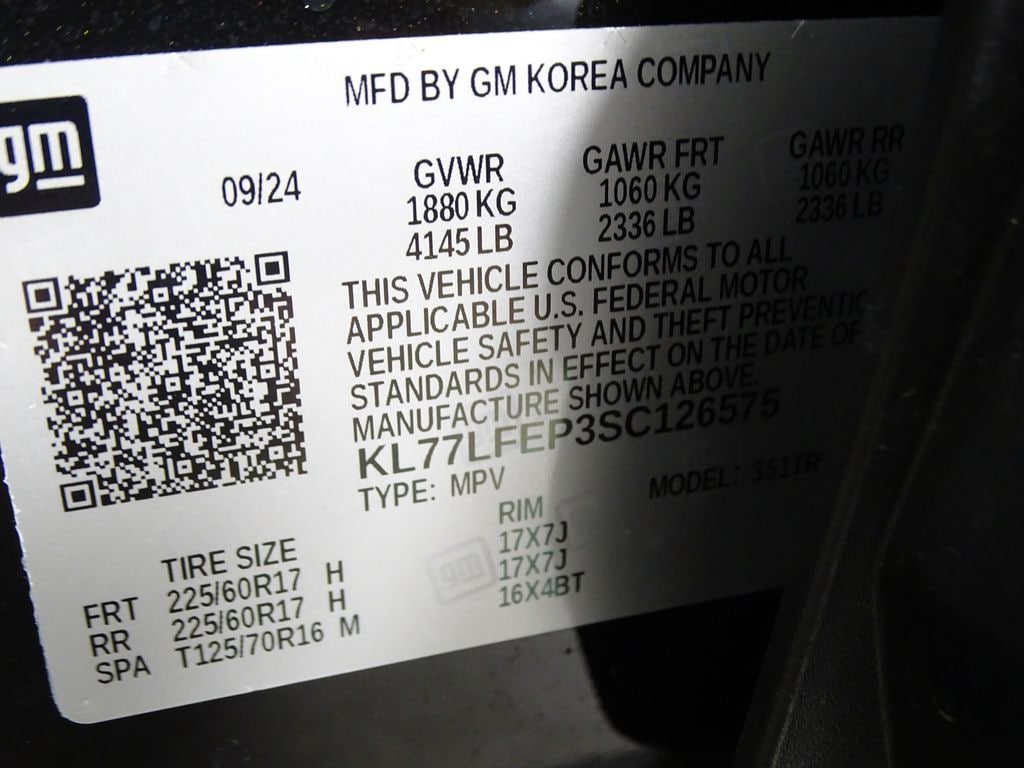 MFD BY GM KOREA COMPANY
gm
09/24
GVWR
1880 KG
4145 LB
GAWR FRT
1060 KG
2336 LB
GAWR RR
1060 KG
2336 LB
THIS VEHICLE CONFORMS TO ALL
APPLICABLE U.S. FEDERAL MOTOR
VEHICLE SAFETY AND THEFT PREVENTIO
STANDARDS IN EFFECT ON THE DATE OF
MANUFACTURE SHOWN ABOVE.
KL77LFEP3SC126575
TYPE: MPV MODEL: 351TR
TIRE SIZE RIM
FRT 225/60R17 H 17X7J
RR 225/60R17 H 17X7J
SPA T125/70R16 M 16X4BT
gm